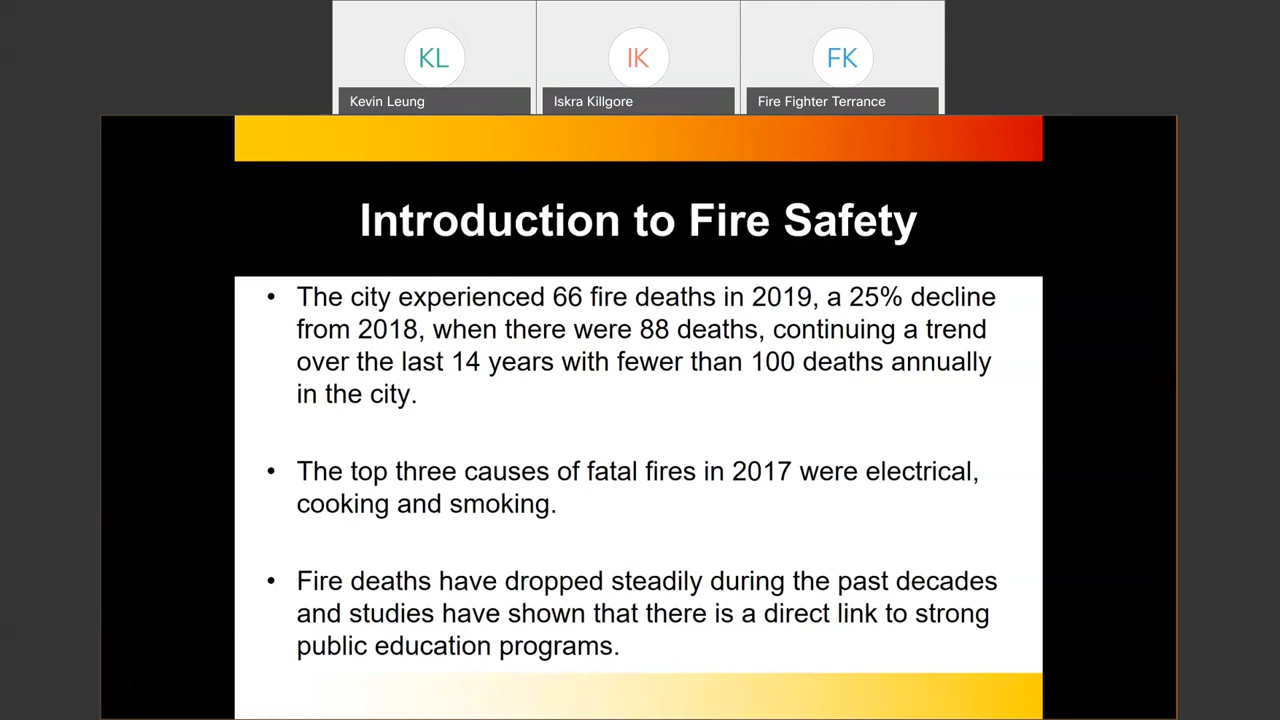 KL
IK
FK
Kevin Leung
Iskra Killgore
Fire Fighter Terrance
Introduction to Fire Safety
• The city experienced 66 fire deaths in 2019, a 25% decline
from 2018, when there were 88 deaths, continuing a trend
over the last 14 years with fewer than 100 deaths annually
in the city.
• The top three causes of fatal fires in 2017 were electrical,
cooking and smoking.
• Fire deaths have dropped steadily during the past decades
and studies have shown that there is a direct link to strong
public education programs.